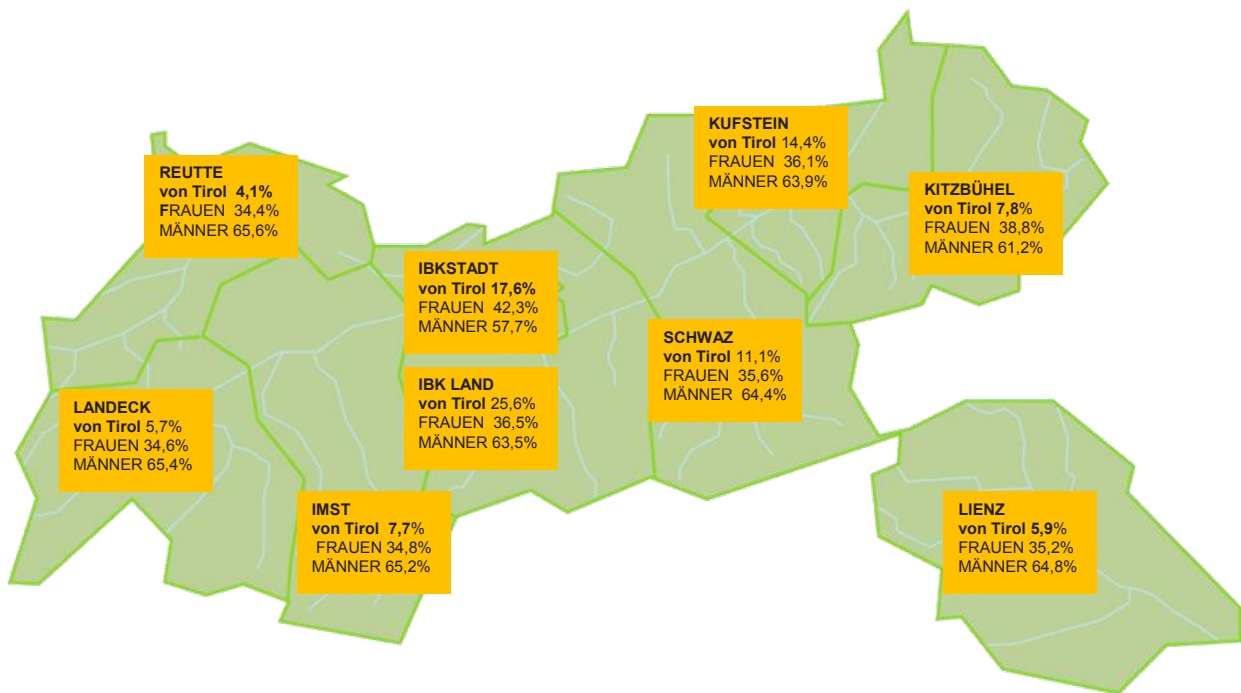 KUFSTEIN
von Tirol 14,4%
FRAUEN 36,1%
MÄNNER 63,9%
REUTTE
von Tirol 4,1%
FRAUEN 34,4%
MÄNNER 65,6%
KITZBÜHEL
von Tirol 7,8%
FRAUEN 38,8%
MÄNNER 61,2%
IBKSTADT
von Tirol 17,6%
FRAUEN 42,3%
MÄNNER 57,7%
SCHWAZ
von Tirol 11,1%
FRAUEN 35,6%
MÄNNER 64,4%
IBK LAND
von Tirol 25,6%
FRAUEN 36,5%
MÄNNER 63,5%
LANDECK
von Tirol 5,7%
FRAUEN 34,6%
MÄNNER 65,4%
IMST
von Tirol 7,7%
FRAUEN 34,8%
MÄNNER 65,2%
LIENZ
von Tirol 5,9%
FRAUEN 35,2%
MÄNNER 64,8%